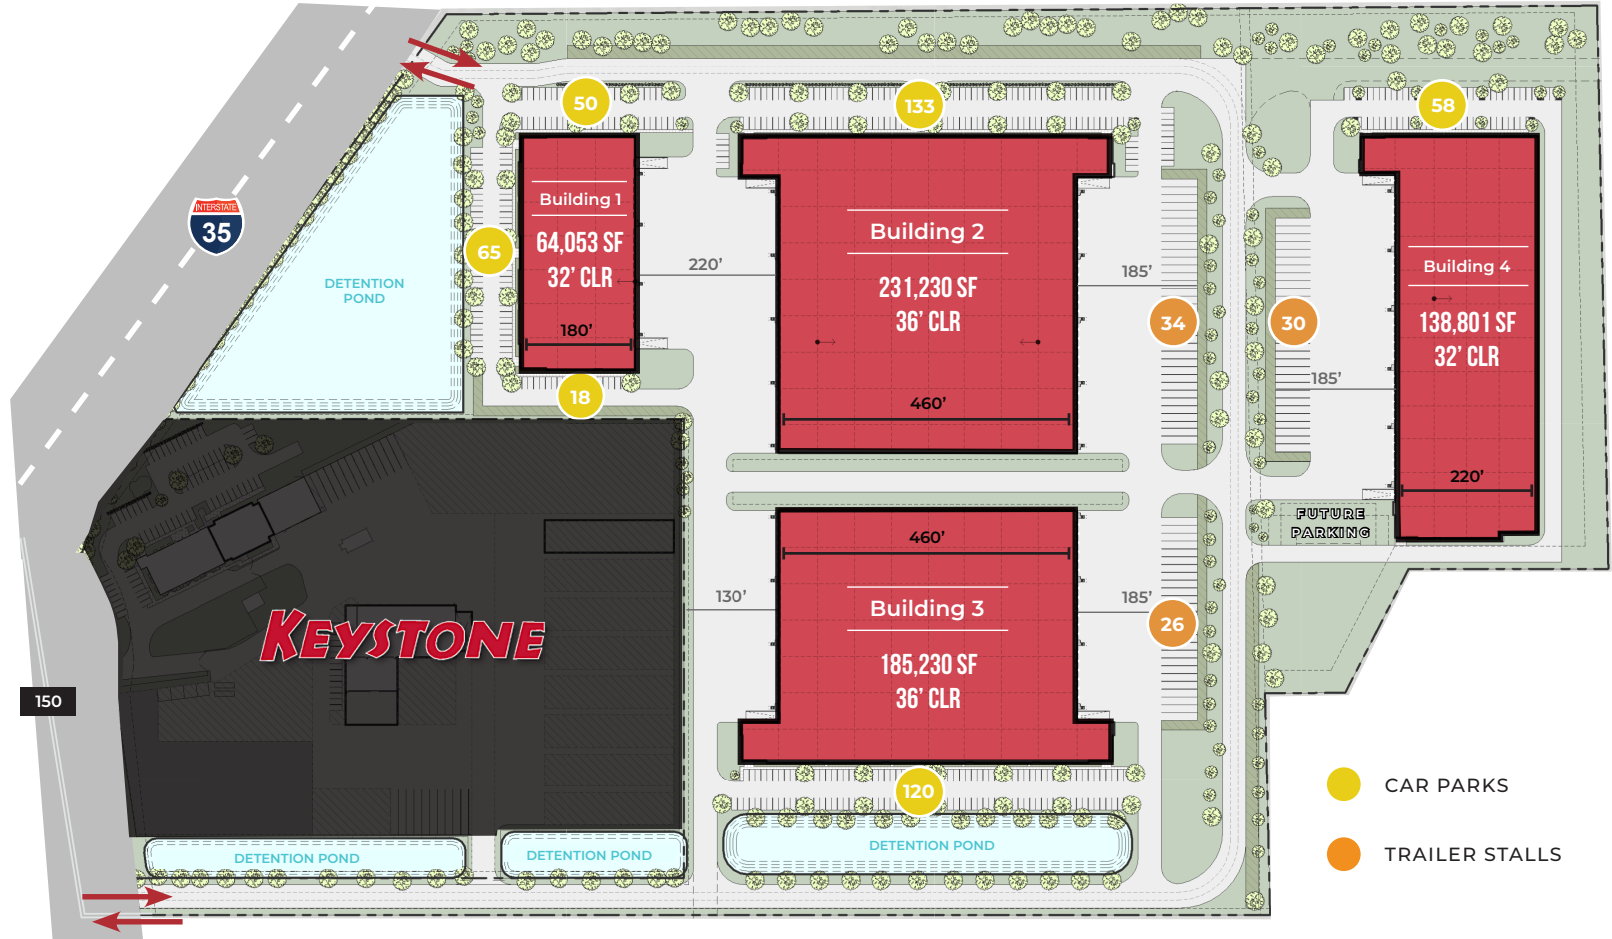 INTERSTATE
35
DETENTION
POND
50
65
18
Building 1
64,053 SF
32' CLR
180'
220'
133
Building 2
231,230 SF
36' CLR
460'
185'
34
30
185'
58
Building 4
138,801 SF
32' CLR
220'
FUTURE
PARKING
KEYSTONE
150
130'
460'
Building 3
185,230 SF
36' CLR
185'
26
120
DETENTION POND
DETENTION POND
DETENTION POND
CAR PARKS
TRAILER STALLS